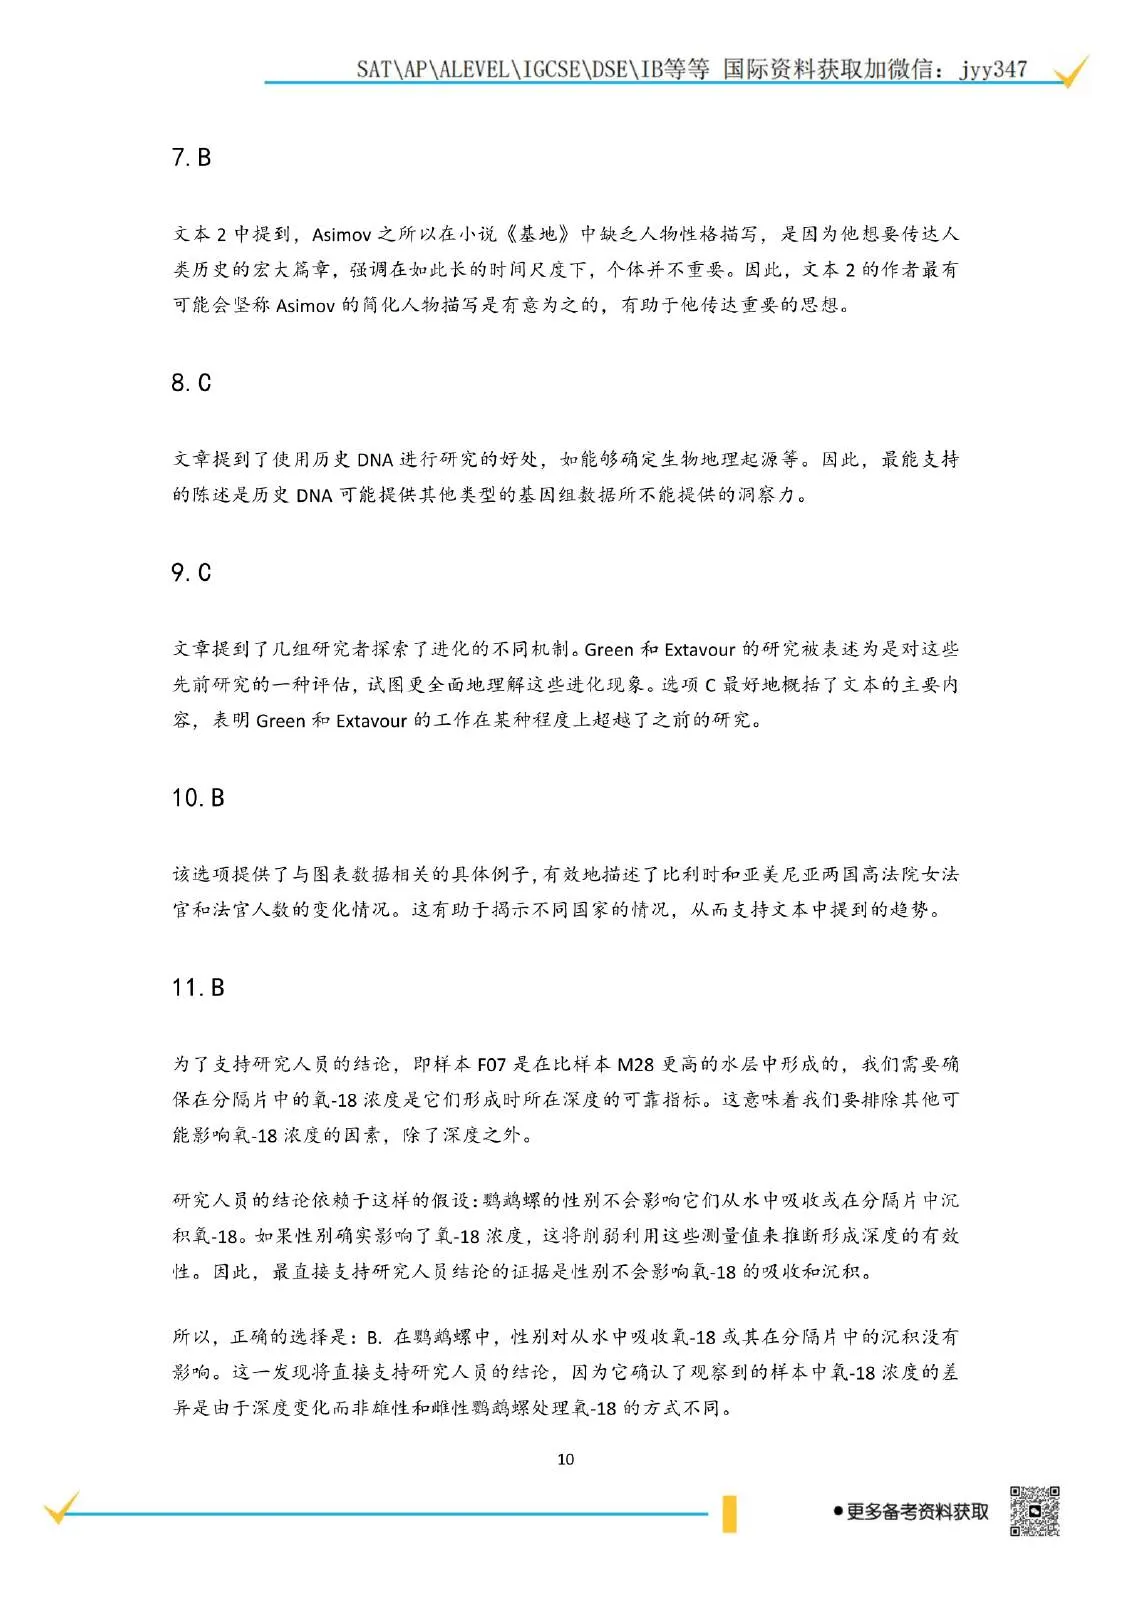 SAT\AP\ALEVEL\IGCSE\DSE\IB等等 国际资料获取加微信：jyy347
7. B
文本 2 中提到，Asimov 之所以在小说《基地》中缺乏人物性格描写，是因为他想要传达人
类历史的宏大篇章，强调在如此长的时间尺度下，个体并不重要。因此，文本 2 的作者最有
可能会坚称 Asimov 的简化人物描写是有意为之的，有助于他传达重要的思想。
8. C
文章提到了使用历史 DNA 进行研究的好处，如能够确定生物地理起源等。因此，最能支持
的陈述是历史 DNA 可能提供其他类型的基因组数据所不能提供的洞察力。
9. C
文章提到了几组研究者探索了进化的不同机制。Green 和 Extavour 的研究被表述为是对这些
先前研究的一种评估，试图更全面地理解这些进化现象。选项 C 最好地概括了文本的主要内
容，表明 Green 和 Extavour 的工作在某种程度上超越了之前的研究。
10. B
该选项提供了与图表数据相关的具体例子，有效地描述了比利时和亚美尼亚两国高法院女法
官和法官人数的变化情况。这有助于揭示不同国家的情况，从而支持文本中提到的趋势。
11. B
为了支持研究人员的结论，即样本 F07 是在比样本 M28 更高的水层中形成的，我们需要确
保在分隔片中的氧-18 浓度是它们形成时所在深度的可靠指标。这意味着我们要排除其他可
能影响氧-18 浓度的因素，除了深度之外。
研究人员的结论依赖于这样的假设：鹦鹉螺的性别不会影响它们从水中吸收或在分隔片中沉
积氧-18。如果性别确实影响了氧-18 浓度，这将削弱利用这些测量值来推断形成深度的有效
性。因此，最直接支持研究人员结论的证据是性别不会影响氧-18 的吸收和沉积。
所以，正确的选择是：B. 在鹦鹉螺中，性别对从水中吸收氧-18 或其在分隔片中的沉积没有
影响。这一发现将直接支持研究人员的结论，因为它确认了观察到的样本中氧-18 浓度的差
异是由于深度变化而非雄性和雌性鹦鹉螺处理氧-18 的方式不同。
10
●更多备考资料获取